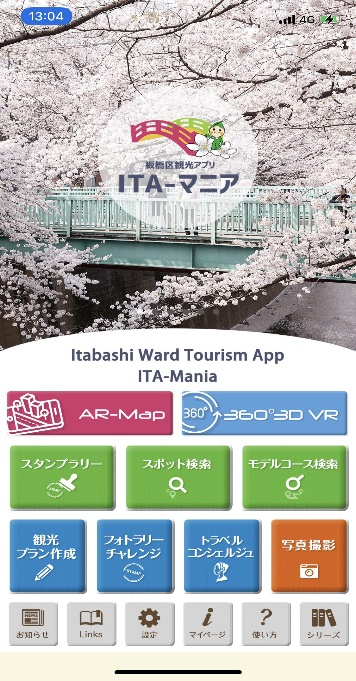 13:04
4G
板橋区観光アプリ
ITA-マニア
Itabashi Ward Tourism App
ITA-Mania
AR-Map
360° 360°3D VR
スタンプラリー
スポット検索
モデルコース検索
STAMP
観光
プラン作成
フォトラリー
チャレンジ
トラベル
コンシェルジュ
写真撮影
STAMP
お知らせ
Links
設定
マイページ
使い方
シリーズ